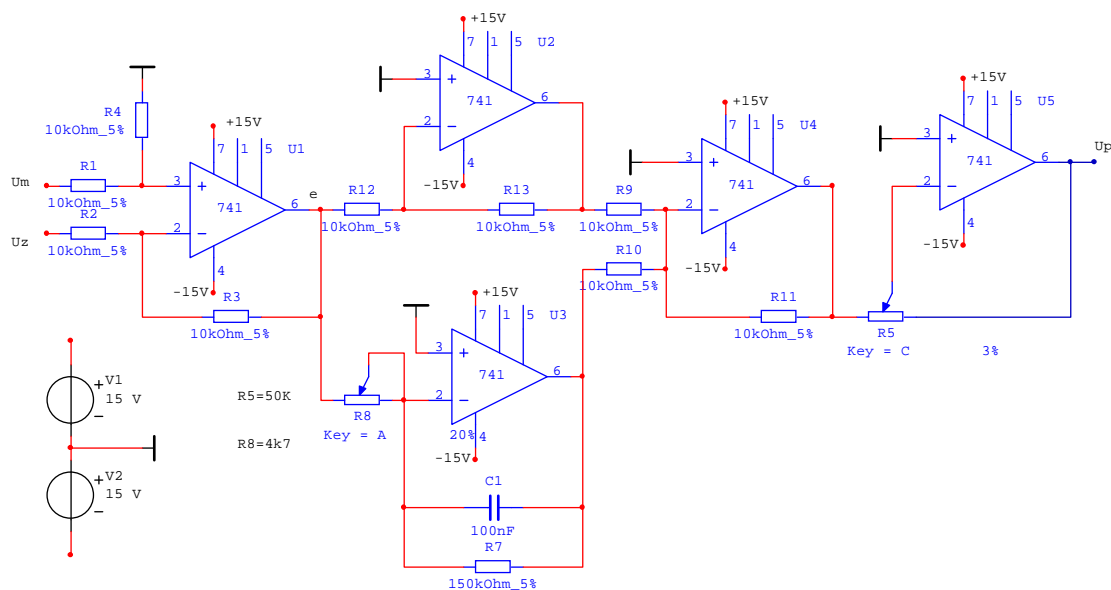 +15V
7 1 5 U2
3 +
741 6
2 −
4
-15V
+15V
7 1 5 U5
3 +
741 6 Up
2 −
4
-15V
+15V
7 1 5 U4
3 +
741 6
2 −
4
-15V
R4
10kOhm_5%
+15V
7 1 5 U1
Um R1 3 +
10kOhm_5%
741 6 e
R2 2 −
Uz 10kOhm_5%
4
-15V
R12
10kOhm_5%
R13
10kOhm_5%
R9
10kOhm_5%
R10
10kOhm_5%
R3
10kOhm_5%
R11
10kOhm_5%
R5
Key = C 3%
+15V
7 1 5 U3
3 +
741 6
2 −
20% 4
-15V
R8
Key = A
R5=50K
R8=4k7
V1
+ 15 V
−
V2
+ 15 V
−
C1
100nF
R7
150kOhm_5%